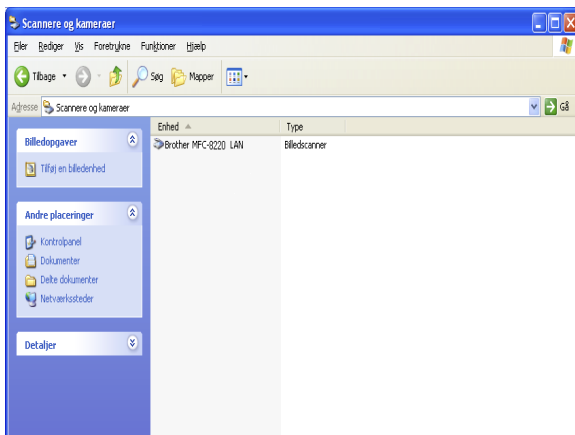 Scannere og kameraer
Filer Rediger Vis Foretrukne Funktioner Hjælp
Tilbage Søg Mapper
Adresse Scannere og kameraer Gå
Enhed Type
Brother MFC-8220 LAN Billedscanner
Billedopgaver
Tilføj en billedenhed
Andre placeringer
Kontrolpanel
Dokumenter
Delte dokumenter
Netværkssteder
Detaljer